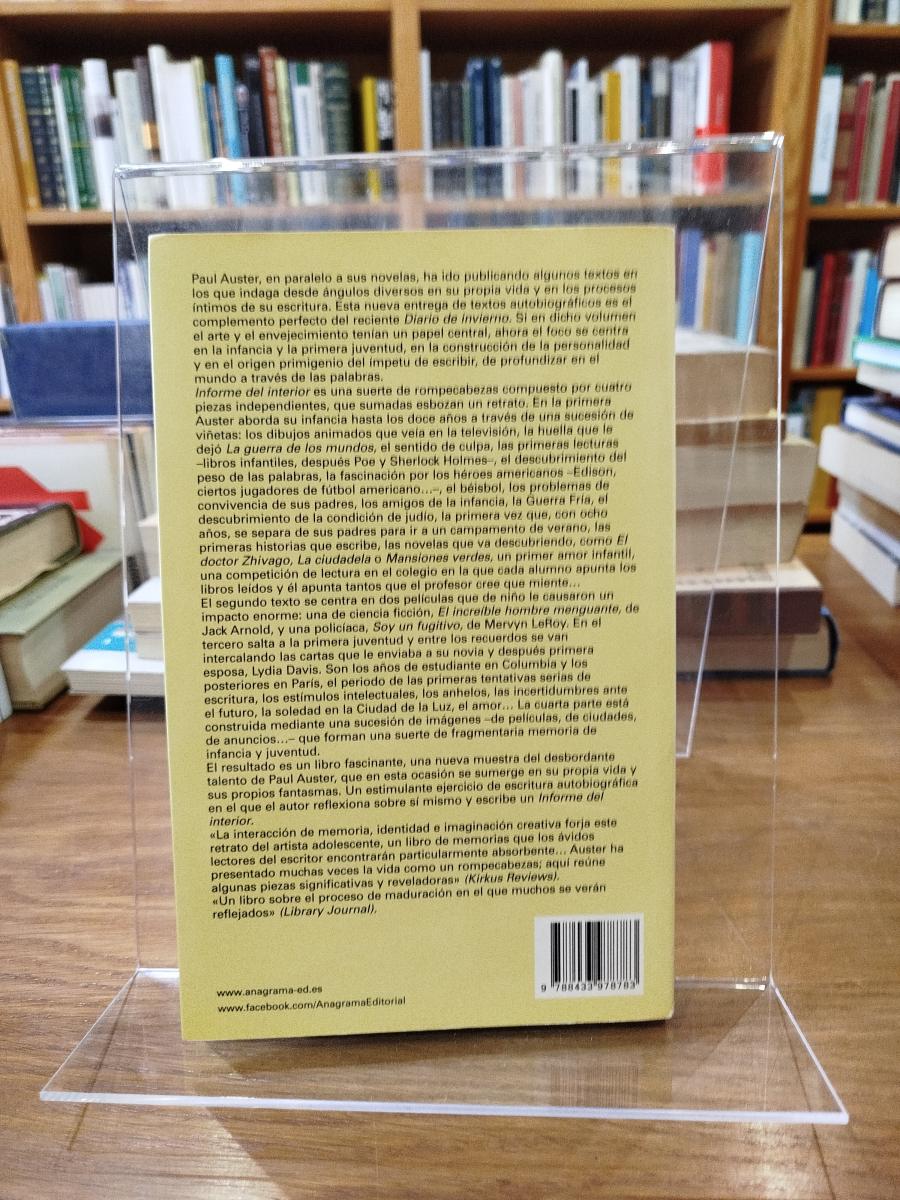 Paul Auster, en paralelo a sus novelas, ha ido publicando algunos textos en
los que indaga desde ángulos diversos en su propia vida y en los procesos
íntimos de su escritura. Esta nueva entrega de textos autobiográficos es el
complemento perfecto del reciente Diario de invierno. Si en dicho volumen
el arte y el envejecimiento tenían un papel central, ahora el foco se centra
en la infancia y la primera juventud, en la construcción de la personalidad
y en el origen primigenio del ímpetu de escribir, de profundizar en el
mundo a través de las palabras.
Informe del interior es una suerte de rompecabezas compuesto por cuatro
piezas independientes, que sumadas esbozan un retrato. En la primera
Auster aborda su infancia hasta los doce años a través de una sucesión de
viñetas: los dibujos animados que veía en la televisión, la huella que le
dejó La guerra de los mundos, el sentido de culpa, las primeras lecturas
–libros infantiles, después Poe y Sherlock Holmes–, el descubrimiento del
peso de las palabras, la fascinación por los héroes americanos –Edison,
ciertos jugadores de fútbol americano...–, el béisbol, los problemas de
convivencia de sus padres, los amigos de la infancia, la Guerra Fría, el
descubrimiento de la condición de judío, la primera vez que, con ocho
años, se separa de sus padres para ir a un campamento de verano, las
primeras historias que escribe, las novelas que va descubriendo, como El
doctor Zhivago, La ciudadela o Mansiones verdes, un primer amor infantil,
una competición de lectura en el colegio en la que cada alumno apunta los
libros leídos y él apunta tantos que el profesor cree que miente...
El segundo texto se centra en dos películas que de niño le causaron un
impacto enorme: una de ciencia ficción, El increíble hombre menguante, de
Jack Arnold, y una policíaca, Soy un fugitivo, de Mervyn LeRoy. En el
tercero salta a la primera juventud y entre los recuerdos se van
intercalando las cartas que le enviaba a su novia y después primera
esposa, Lydia Davis. Son los años de estudiante en Columbia y los
posteriores en París, el periodo de las primeras tentativas serias de
escritura, los estímulos intelectuales, los anhelos, las incertidumbres ante
el futuro, la soledad en la Ciudad de la Luz, el amor... La cuarta parte está
construida mediante una sucesión de imágenes –de películas, de ciudades,
de anuncios...– que forman una suerte de fragmentaria memoria de
infancia y juventud.
El resultado es un libro fascinante, una nueva muestra del desbordante
talento de Paul Auster, que en esta ocasión se sumerge en su propia vida y
sus propios fantasmas. Un estimulante ejercicio de escritura autobiográfica
en el que el autor reflexiona sobre sí mismo y escribe un Informe del
interior.
«La interacción de memoria, identidad e imaginación creativa forja este
retrato del artista adolescente, un libro de memorias que los ávidos
lectores del escritor encontrarán particularmente absorbente... Auster ha
presentado muchas veces la vida como un rompecabezas; aquí reúne
algunas piezas significativas y reveladoras» (Kirkus Reviews).
«Un libro sobre el proceso de maduración en el que muchos se verán
reflejados» (Library Journal).
www.anagrama-ed.es
www.facebook.com/AnagramaEditorial
9 788433 978783